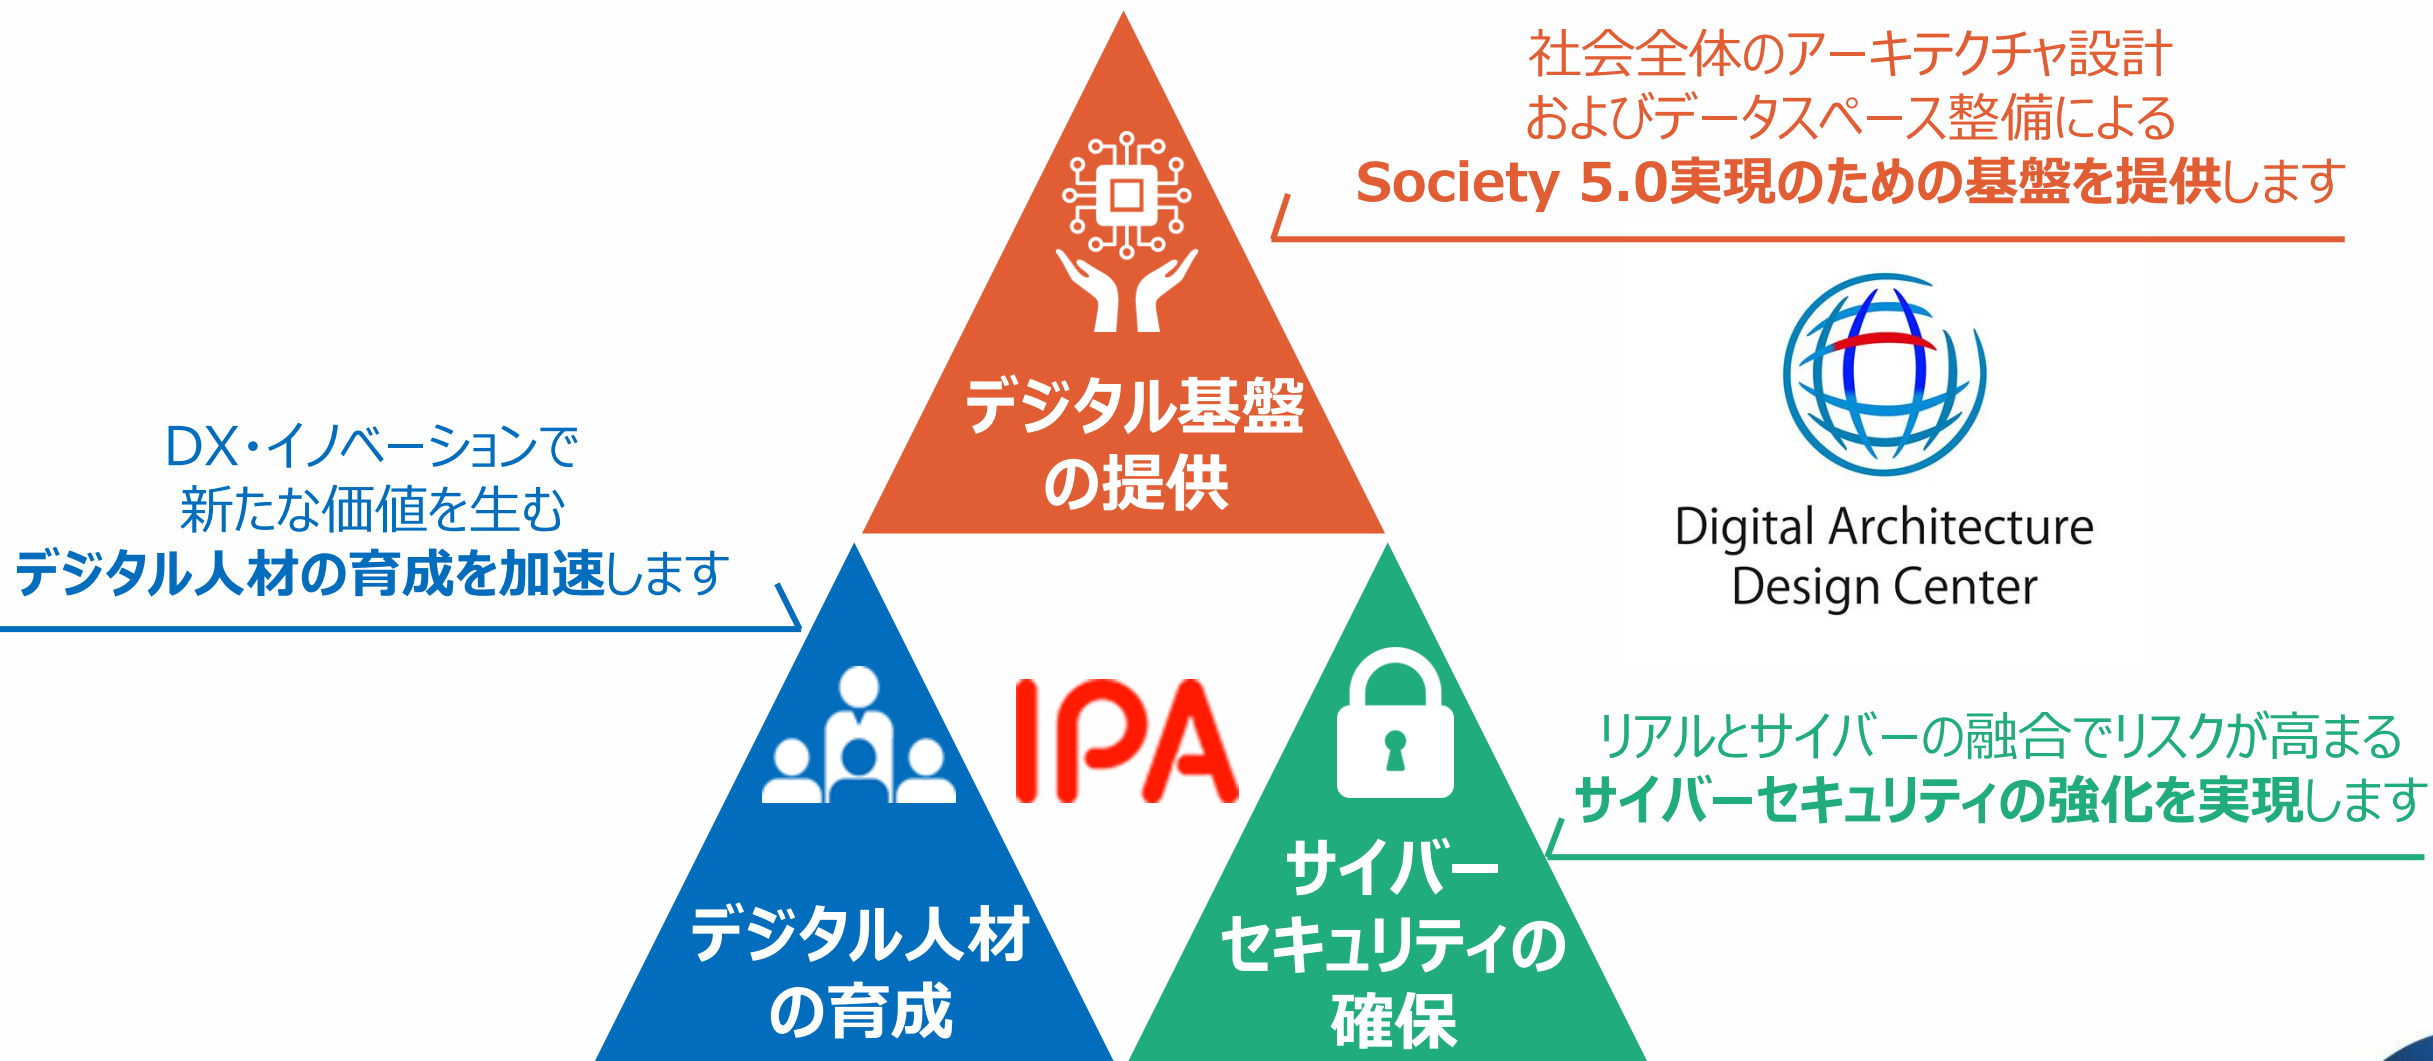 社会全体のアーキテクチャ設計
およびデータスペース整備による
Society 5.0実現のための基盤を提供します
デジタル基盤
の提供
Digital Architecture
Design Center
DX・イノベーションで
新たな価値を生む
デジタル人材の育成を加速します
IPA
デジタル人材
の育成
リアルとサイバーの融合でリスクが高まる
サイバーセキュリティの強化を実現します
サイバー
セキュリティの
確保